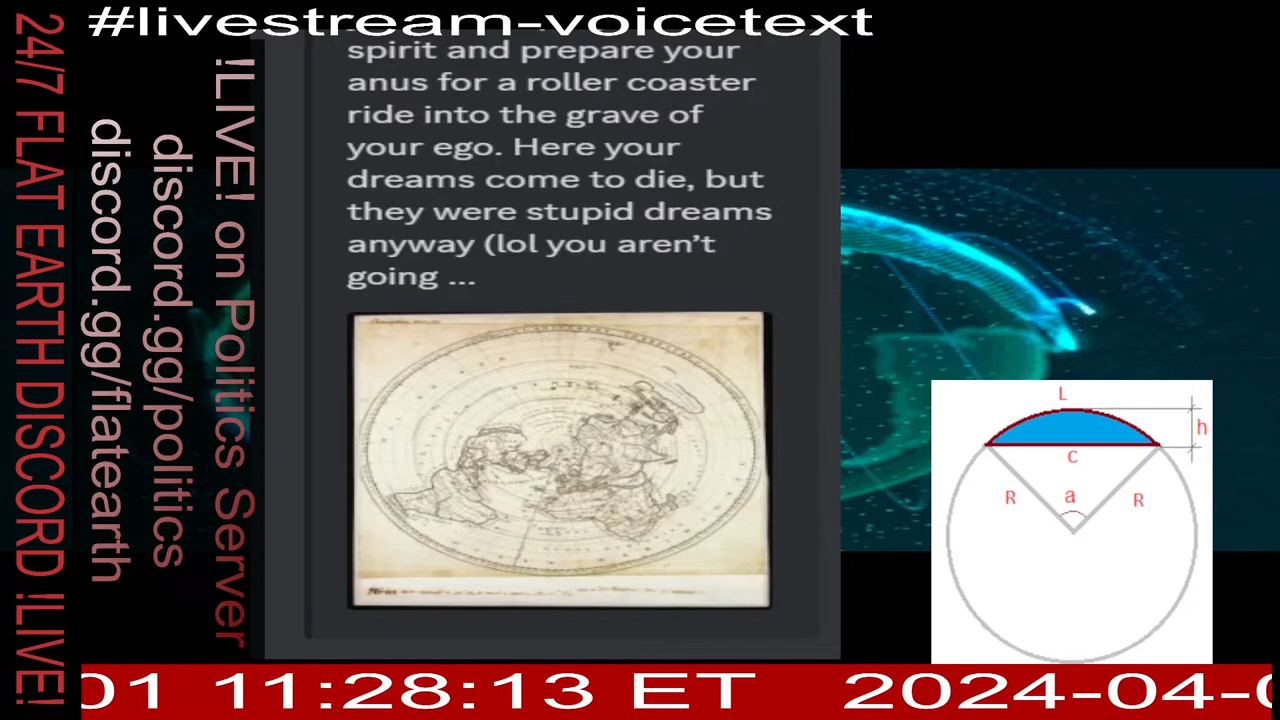 #livestream-voicetext
24/7 FLAT EARTH DISCORD !LIVE!
discord.gg/flatearth
discord.gg/politics
!LIVE! on Politics Server
spirit and prepare your
anus for a roller coaster
ride into the grave of
your ego. Here your
dreams come to die, but
they were stupid dreams
anyway (lol you aren't
going ...
L
h
c
R
a
R
01 11:28:13 ET 2024-04-0